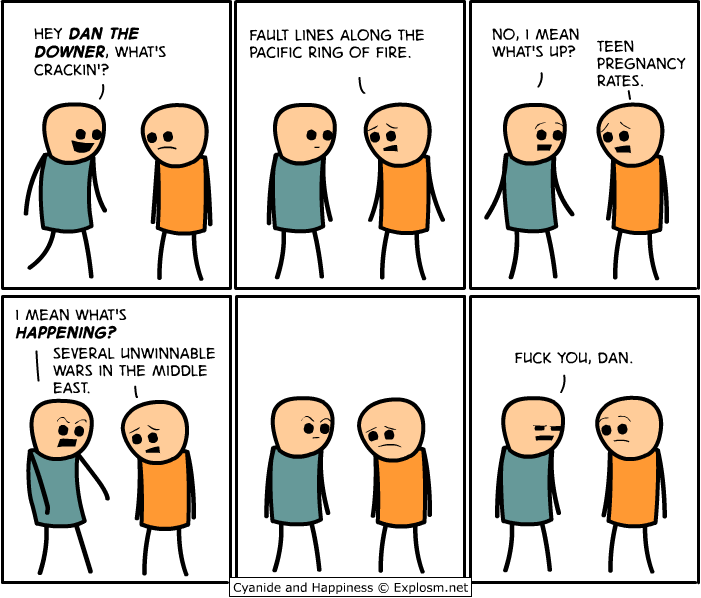 HEY DAN THE
DOWNER, WHAT'S
CRACKIN'?
FAULT LINES ALONG THE
PACIFIC RING OF FIRE.
NO, I MEAN
WHAT'S UP?
TEEN
PREGNANCY
RATES.
I MEAN WHAT'S
HAPPENING?
SEVERAL UNWINNABLE
WARS IN THE MIDDLE
EAST.
FUCK YOU, DAN.
Cyanide and Happiness © Explosm.net